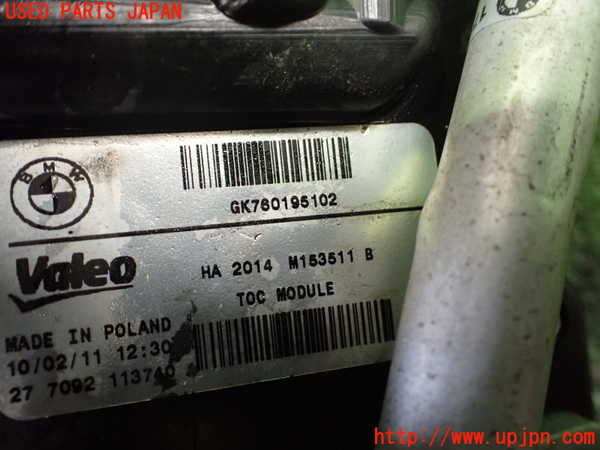 USED PARTS JAPAN
BMW
GK760195102
Valeo
HA 2014 M153511 B
TOC MODULE
MADE IN POLAND
10/02/11 12:30
27 7092 113740
http://www.upjpn.com/